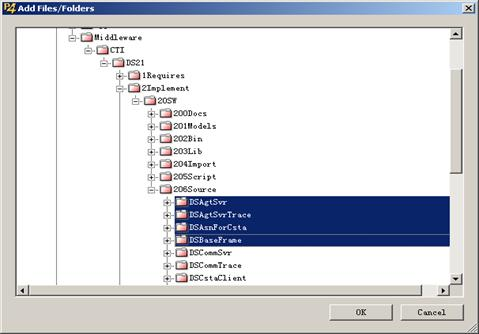 P4 Add Files/Folders
Middleware
CTI
DS21
1Requires
2Implement
20SW
200Docs
201Models
202Bin
203Lib
204Import
205Script
206Source
DSAgtSvr
DSAgtSvrTrace
DSAsnForCsta
DSBaseFrame
DSCommSvr
DSCommTrace
DSCstaClient
OK Cancel